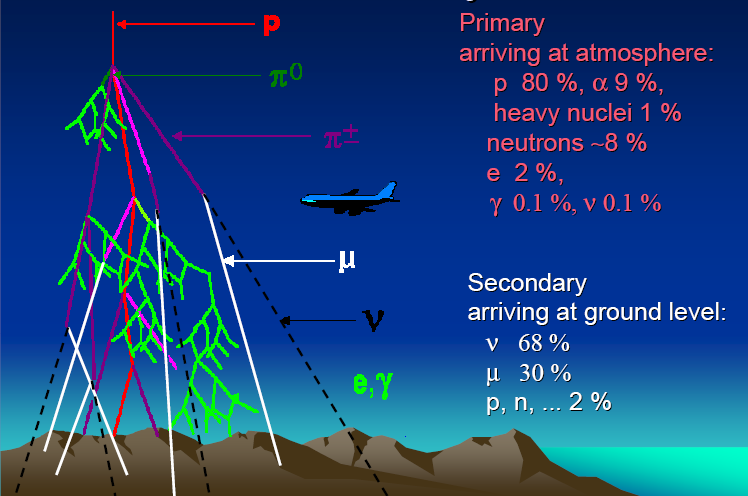 p
π⁰
π±
μ
ν
e,γ
Primary
arriving at atmosphere:
p 80 %, α 9 %,
heavy nuclei 1 %
neutrons ~8 %
e 2 %,
γ 0.1 %, ν 0.1 %
Secondary
arriving at ground level:
ν 68 %
μ 30 %
p, n, ... 2 %